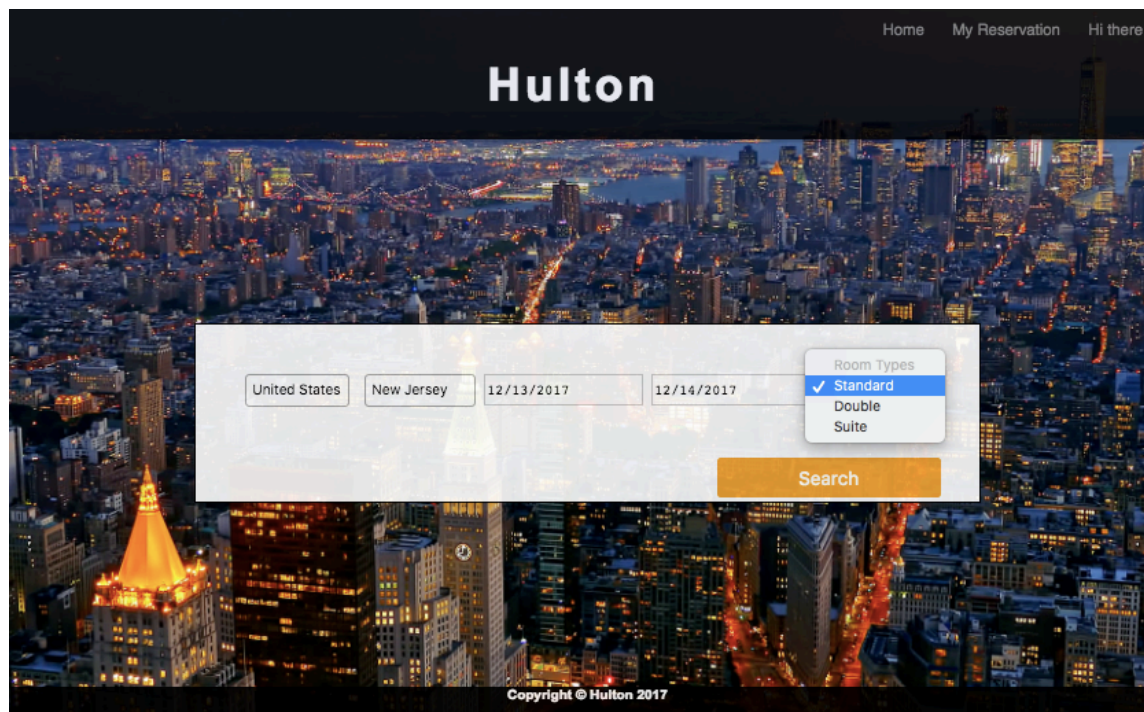 Home My Reservation Hi there
Hulton
United States New Jersey 12/13/2017 12/14/2017
Room Types
✓ Standard
Double
Suite
Search
Copyright © Hulton 2017